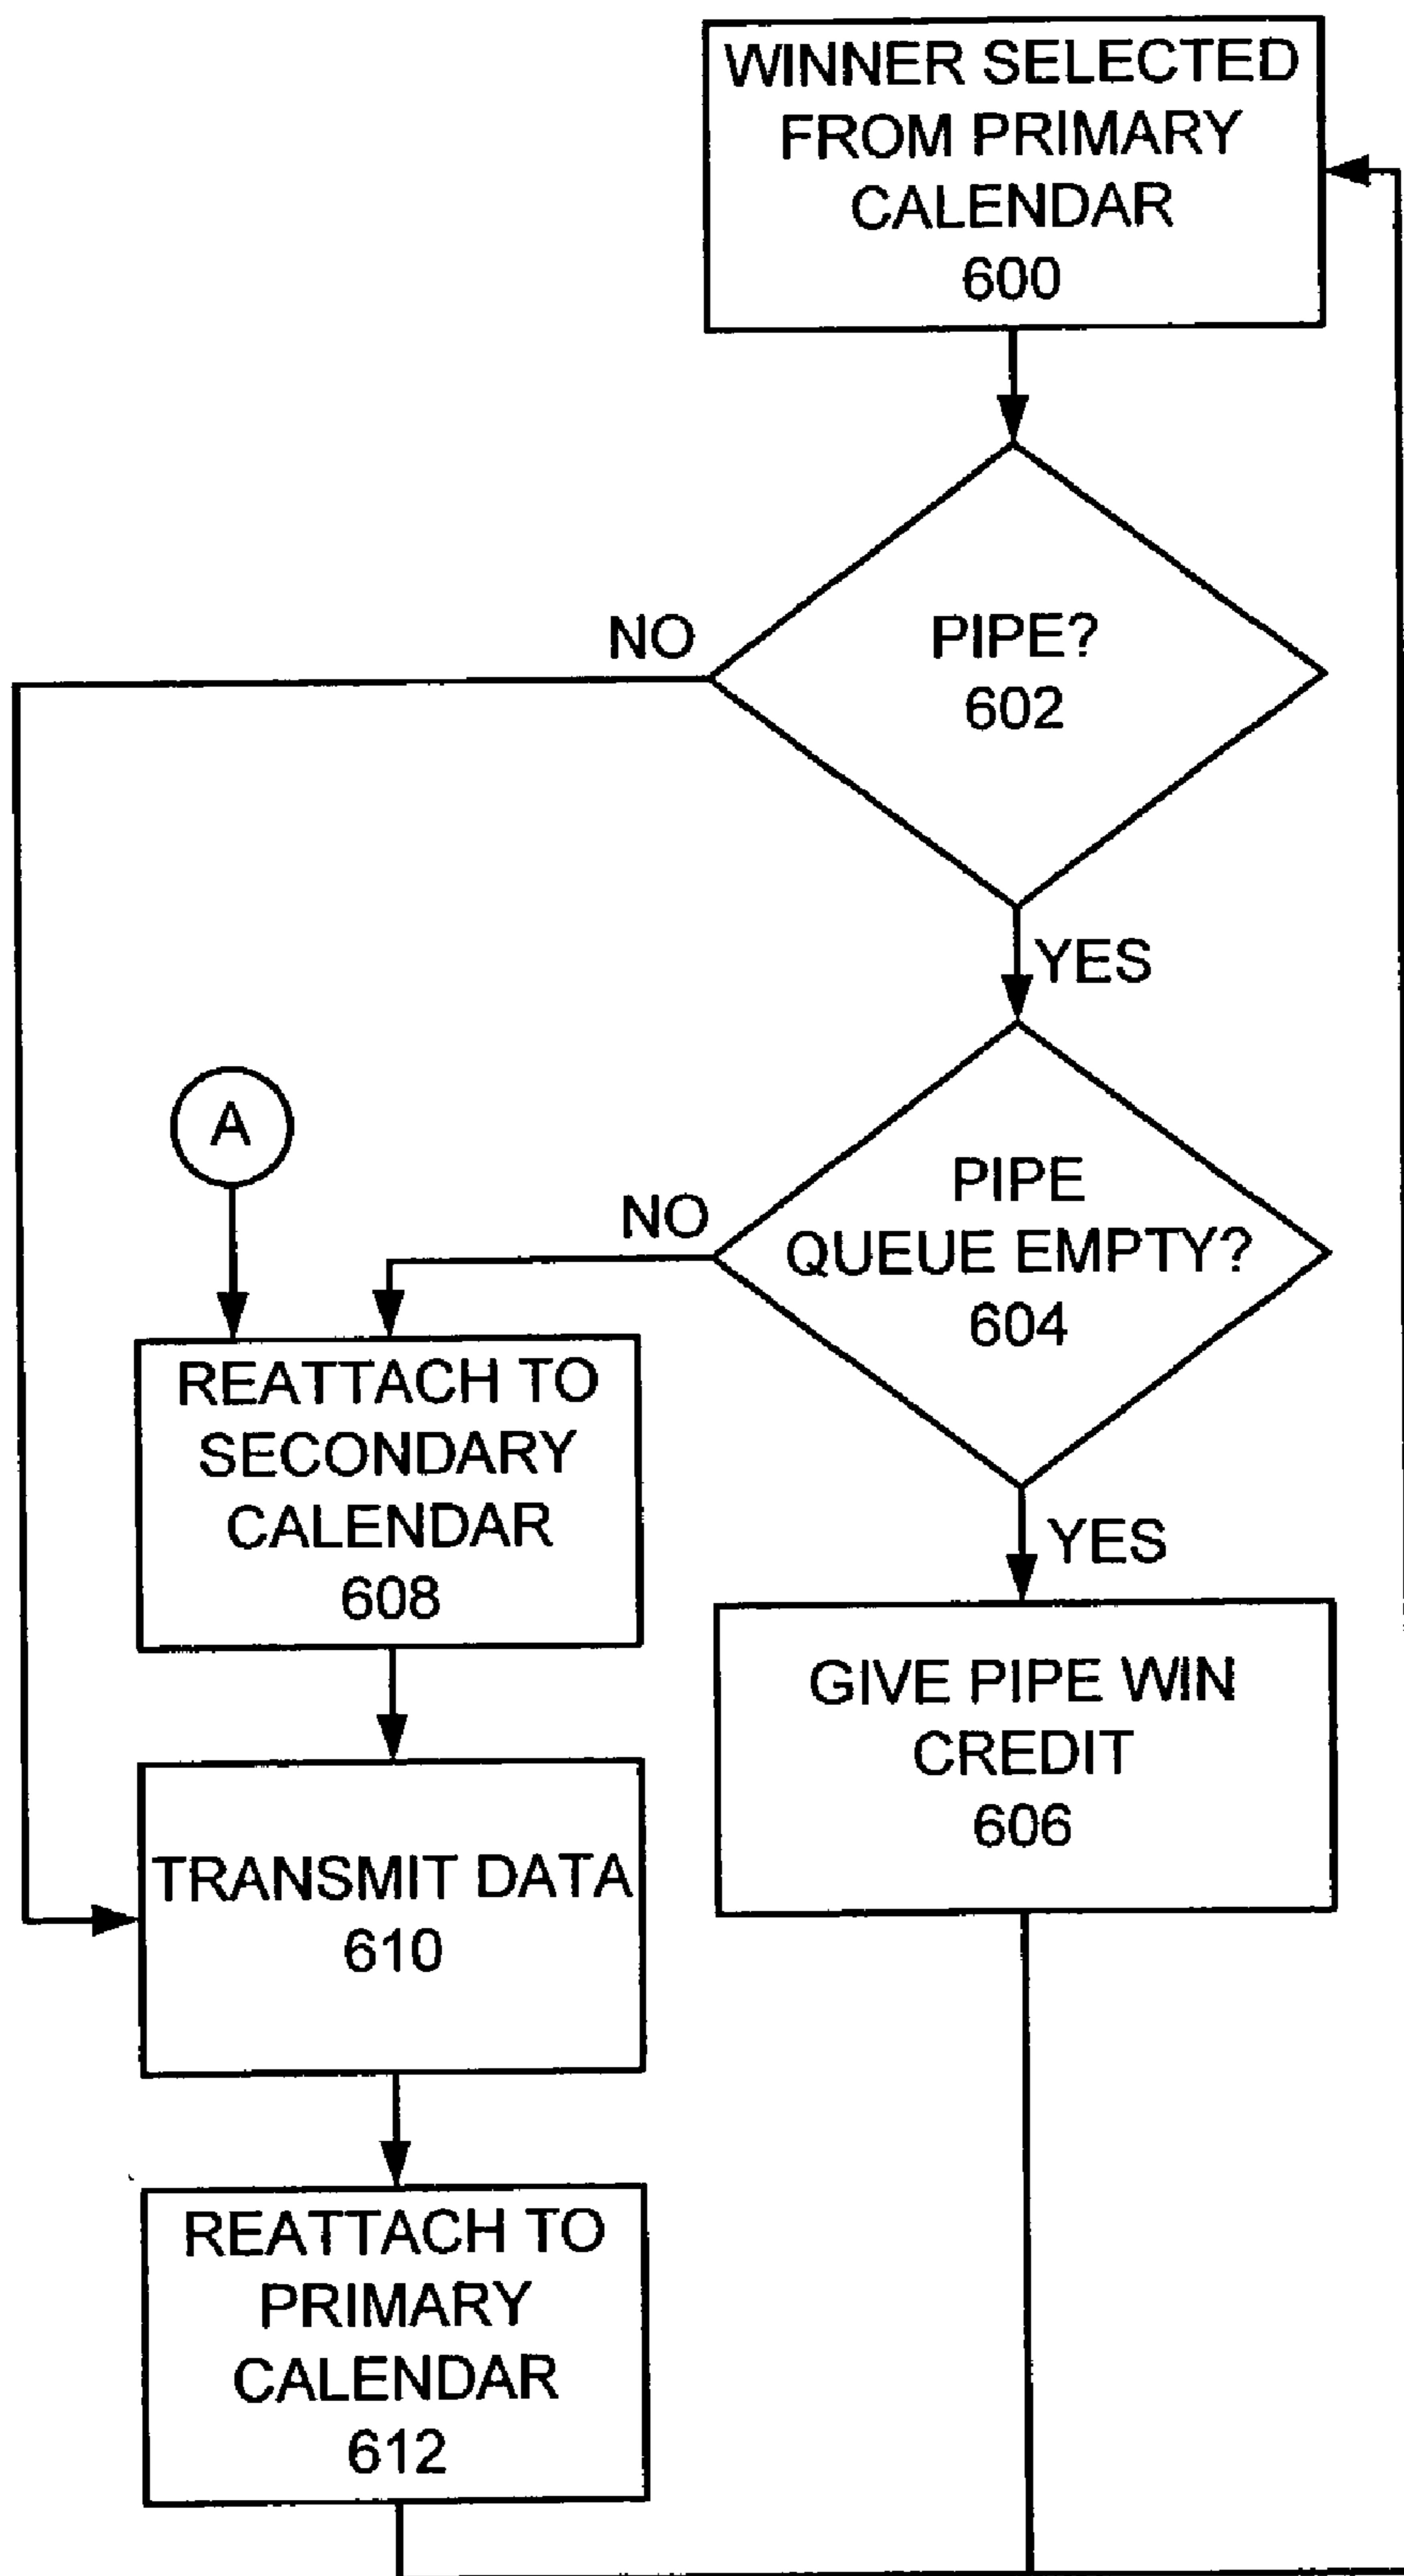 WINNER SELECTED
FROM PRIMARY
CALENDAR
600
NO
PIPE?
602
YES
A
NO
PIPE
QUEUE EMPTY?
604
REATTACH TO
SECONDARY
CALENDAR
608
YES
GIVE PIPE WIN
CREDIT
606
TRANSMIT DATA
610
REATTACH TO
PRIMARY
CALENDAR
612